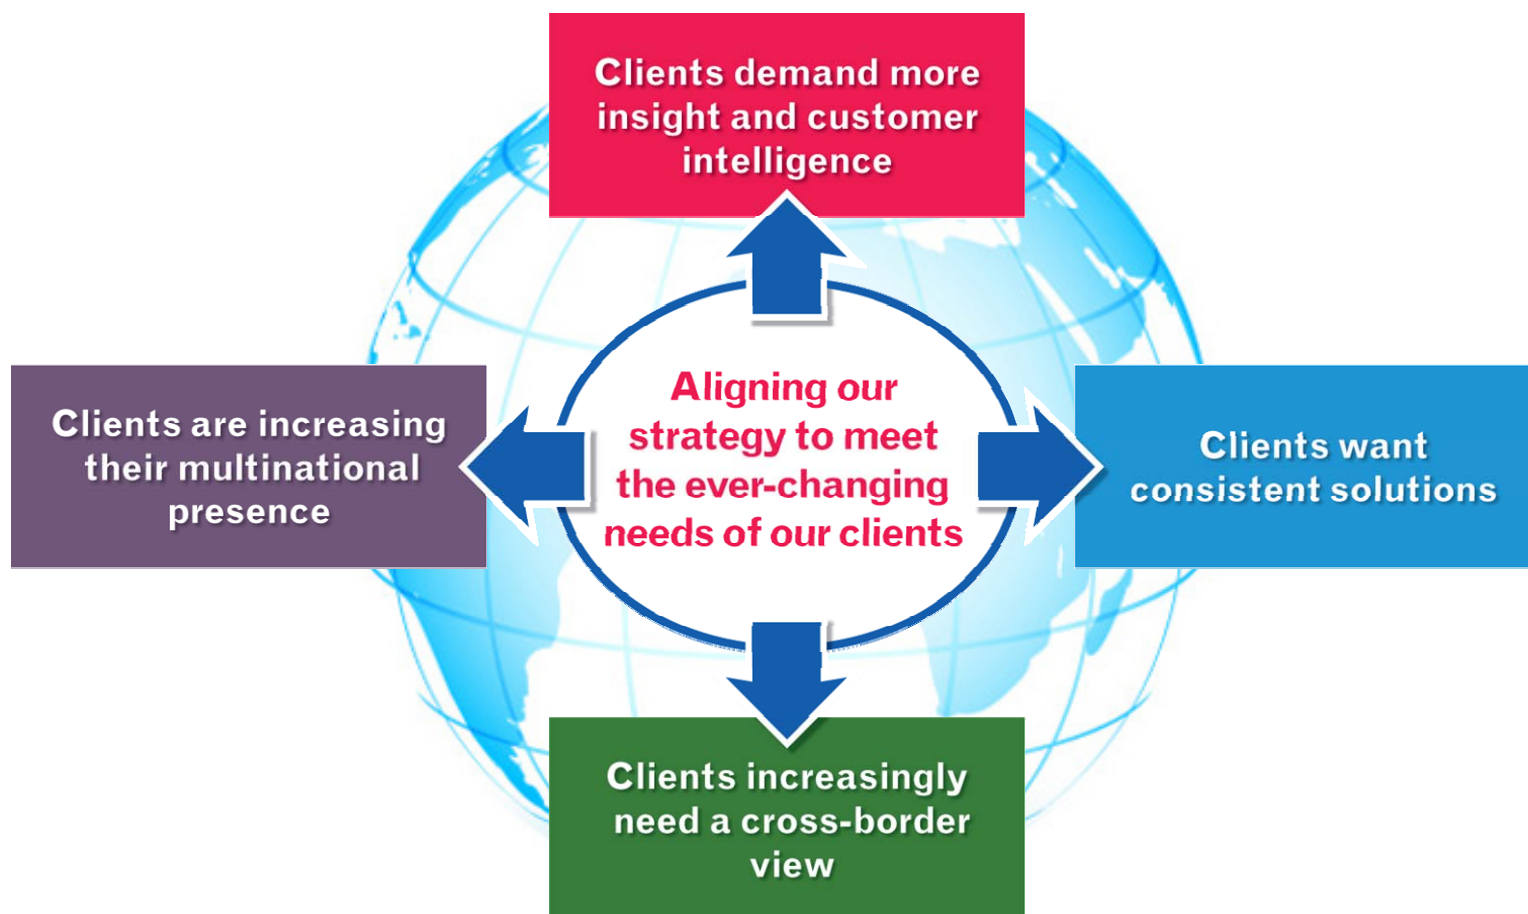 Clients demand more
insight and customer
intelligence
Clients are increasing
their multinational
presence
Aligning our
strategy to meet
the ever-changing
needs of our clients
Clients want
consistent solutions
Clients increasingly
need a cross-border
view